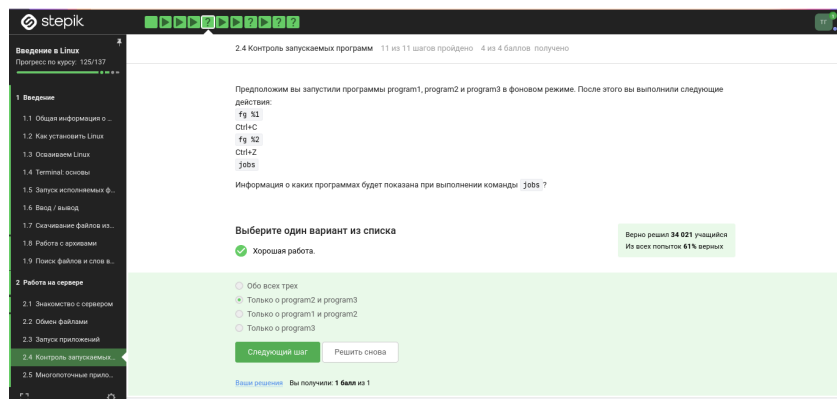 stepik
Введение в Linux
Прогресс по курсу: 125/137
1 Введение
1.1 Общая информация о ...
1.2 Как установить Linux
1.3 Осваиваем Linux
1.4 Terminal: основы
1.5 Запуск исполняемых ф...
1.6 Ввод / вывод
1.7 Скачивание файлов из...
1.8 Работа с архивами
1.9 Поиск файлов и слов в...
2 Работа на сервере
2.1 Знакомство с сервером
2.2 Обмен файлами
2.3 Запуск приложений
2.4 Контроль запускаемых...
2.5 Многопоточные прило...
2.4 Контроль запускаемых программ 11 из 11 шагов пройдено 4 из 4 баллов получено
Предположим вы запустили программы program1, program2 и program3 в фоновом режиме. После этого вы выполнили следующие
действия:
fg %1
Ctrl+C
fg %2
Ctrl+Z
jobs
Информация о каких программах будет показана при выполнении команды jobs ?
Выберите один вариант из списка
Хорошая работа.
Верно решил 34 021 учащийся
Из всех попыток 61% верных
Обо всех трех
Только о program2 и program3
Только о program1 и program2
Только о program3
Следующий шаг
Решить снова
Ваши решения Вы получили: 1 балл из 1